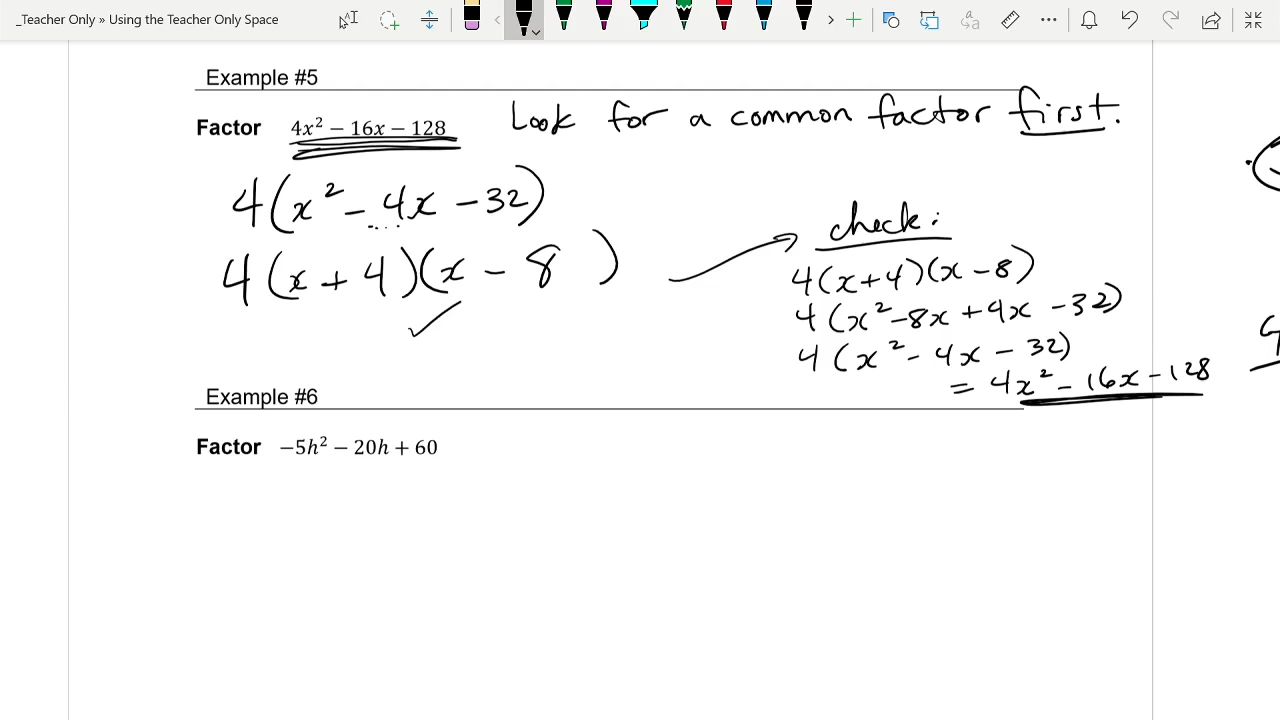 _Teacher Only » Using the Teacher Only Space
Example #5
Factor 4x² − 16x − 128 Look for a common factor first.
4(x² − 4x − 32)
4(x + 4)(x − 8)
check:
4(x+4)(x−8)
4(x²−8x+4x −32)
4(x² − 4x − 32)
= 4x² − 16x − 128
Example #6
Factor −5h² − 20h + 60